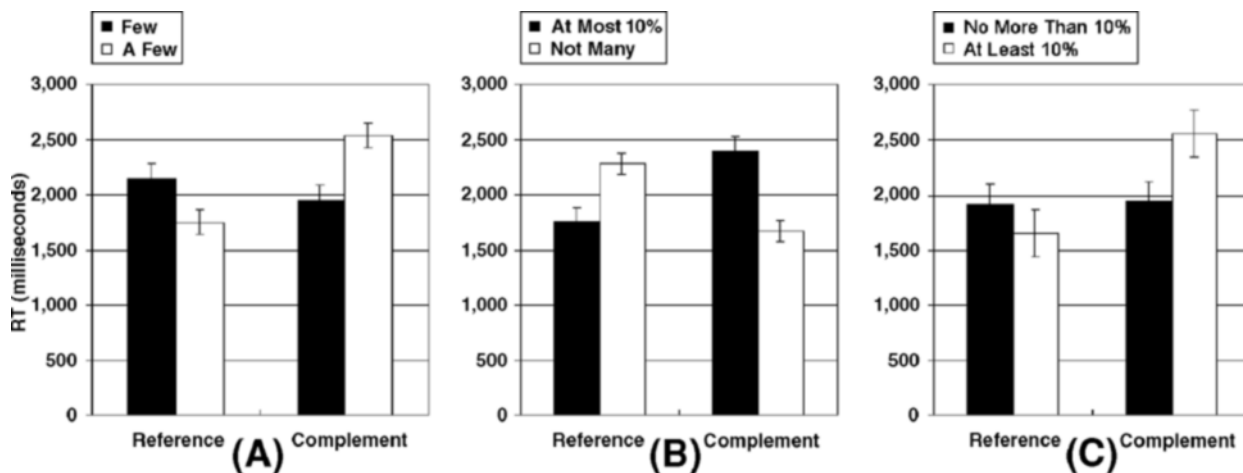 Few
A Few
At Most 10%
Not Many
No More Than 10%
At Least 10%
RT (milliseconds)
3,000
2,500
2,000
1,500
1,000
500
0
Reference
Complement
(A)
3,000
2,500
2,000
1,500
1,000
500
0
Reference
Complement
(B)
3,000
2,500
2,000
1,500
1,000
500
0
Reference
Complement
(C)